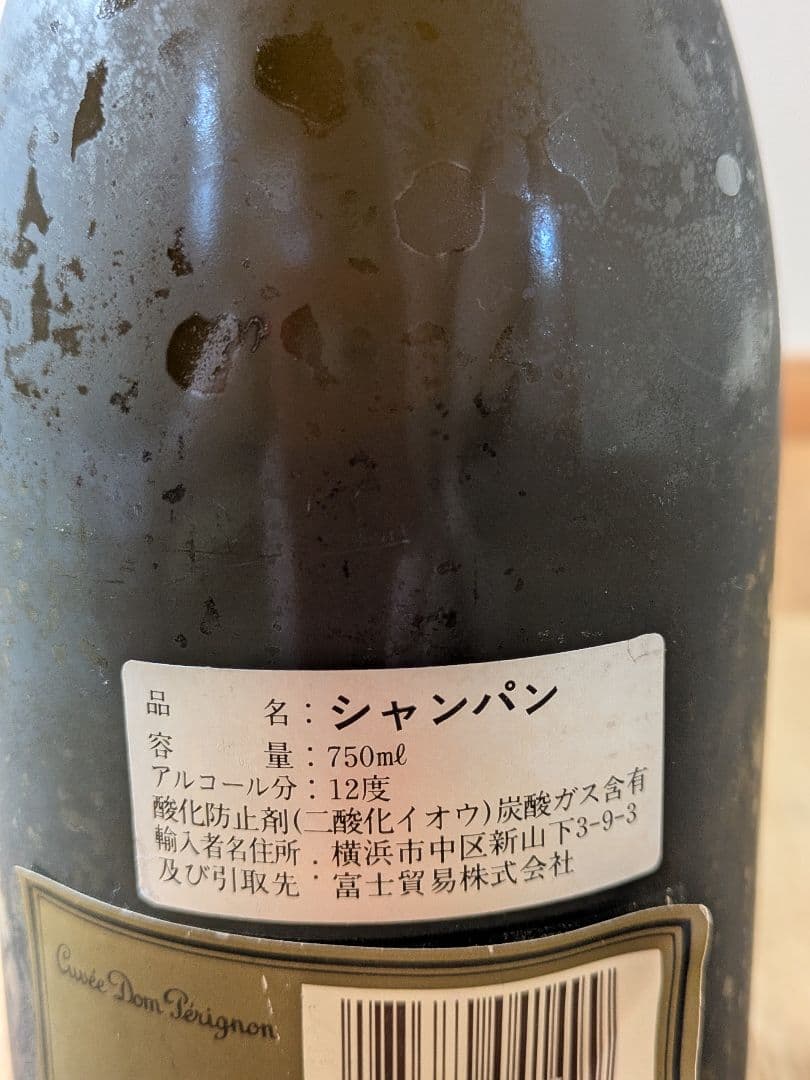 品名：シャンパン
容量：750mℓ
アルコール分：12度
酸化防止剤(二酸化イオウ)炭酸ガス含有
輸入者名住所：横浜市中区新山下3-9-3
及び引取先：富士貿易株式会社
Cuvée Dom Pérignon